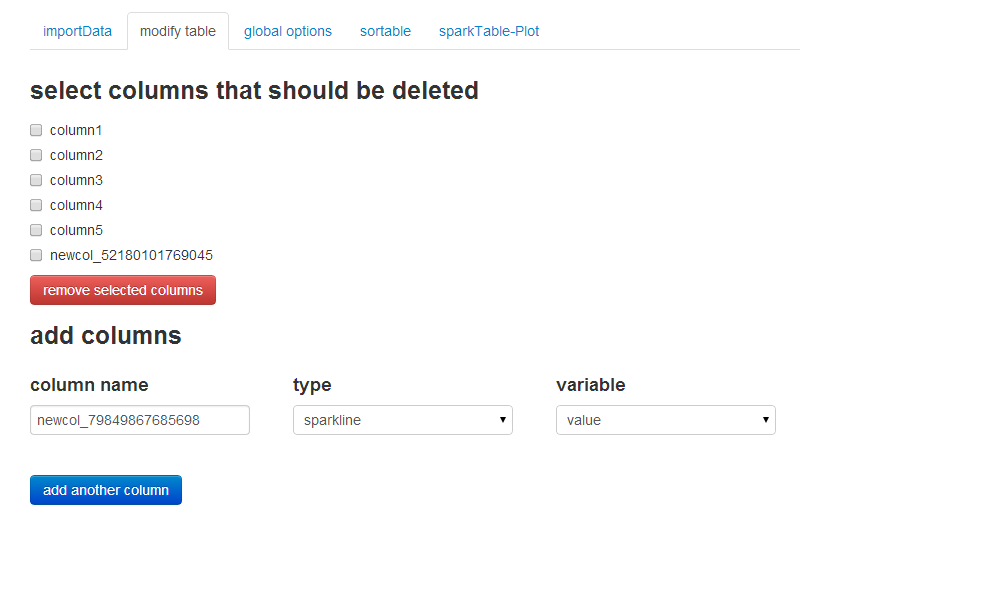 importData modify table global options sortable sparkTable-Plot
select columns that should be deleted
column1
column2
column3
column4
column5
newcol_52180101769045
remove selected columns
add columns
column name type variable
newcol_79849867685698 sparkline value
add another column